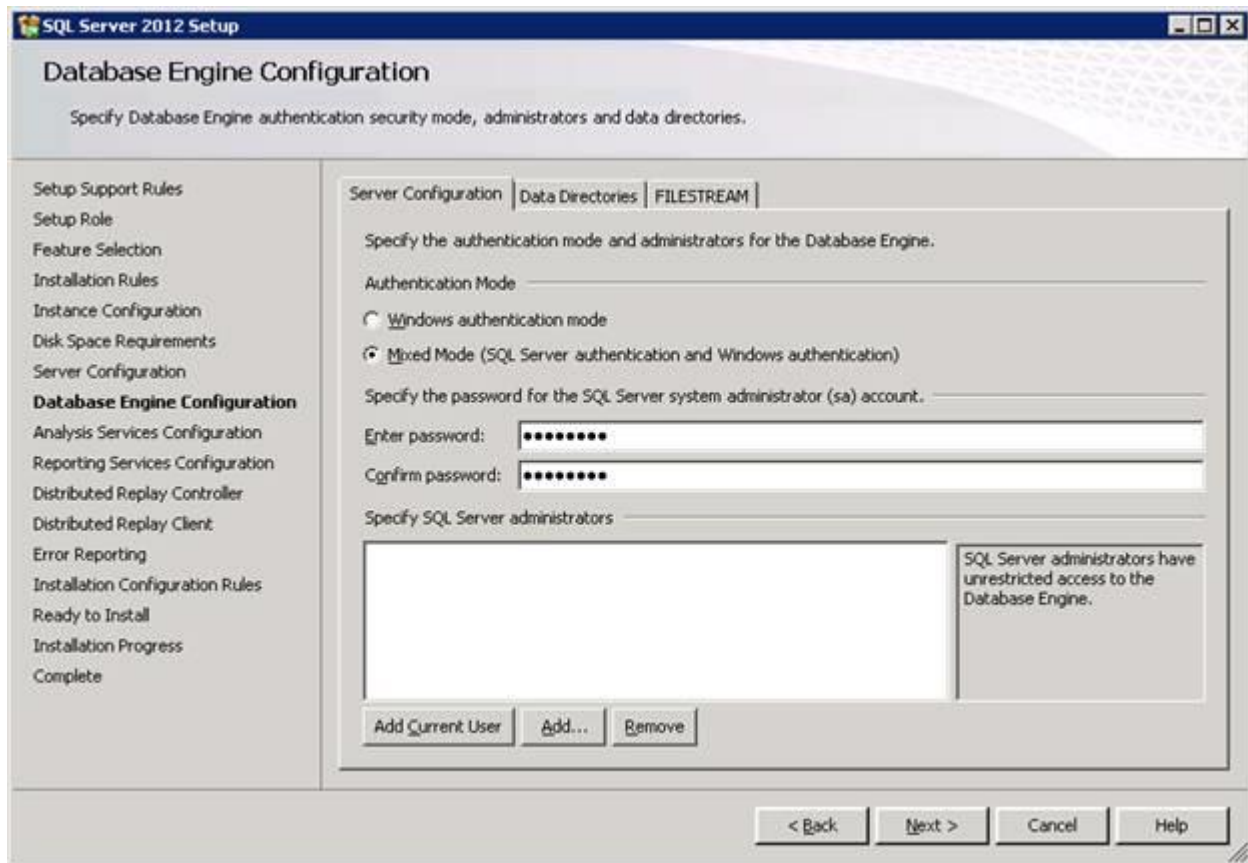 SQL Server 2012 Setup
Database Engine Configuration
Specify Database Engine authentication security mode, administrators and data directories.
Setup Support Rules
Setup Role
Feature Selection
Installation Rules
Instance Configuration
Disk Space Requirements
Server Configuration
Database Engine Configuration
Analysis Services Configuration
Reporting Services Configuration
Distributed Replay Controller
Distributed Replay Client
Error Reporting
Installation Configuration Rules
Ready to Install
Installation Progress
Complete
Server Configuration Data Directories FILESTREAM
Specify the authentication mode and administrators for the Database Engine.
Authentication Mode
Windows authentication mode
Mixed Mode (SQL Server authentication and Windows authentication)
Specify the password for the SQL Server system administrator (sa) account.
Enter password: ●●●●●●●●
Confirm password: ●●●●●●●●
Specify SQL Server administrators
SQL Server administrators have
unrestricted access to the
Database Engine.
Add Current User Add... Remove
< Back Next > Cancel Help